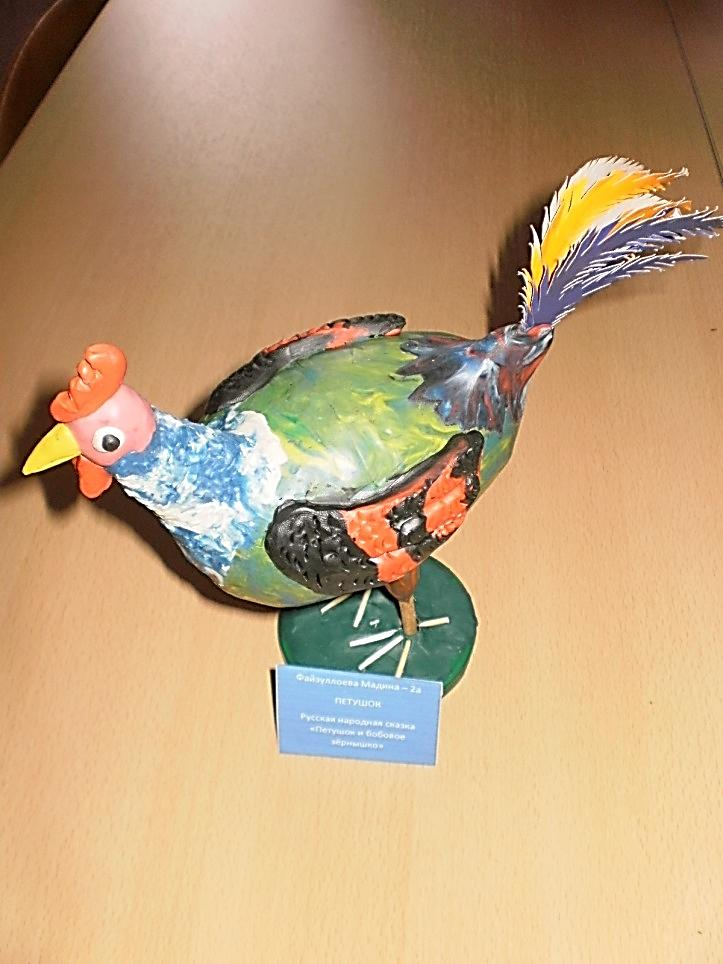 Файзуллоева Мадина – 2а
ПЕТУШОК
Русская народная сказка
«Петушок и бобовое
зёрнышко»